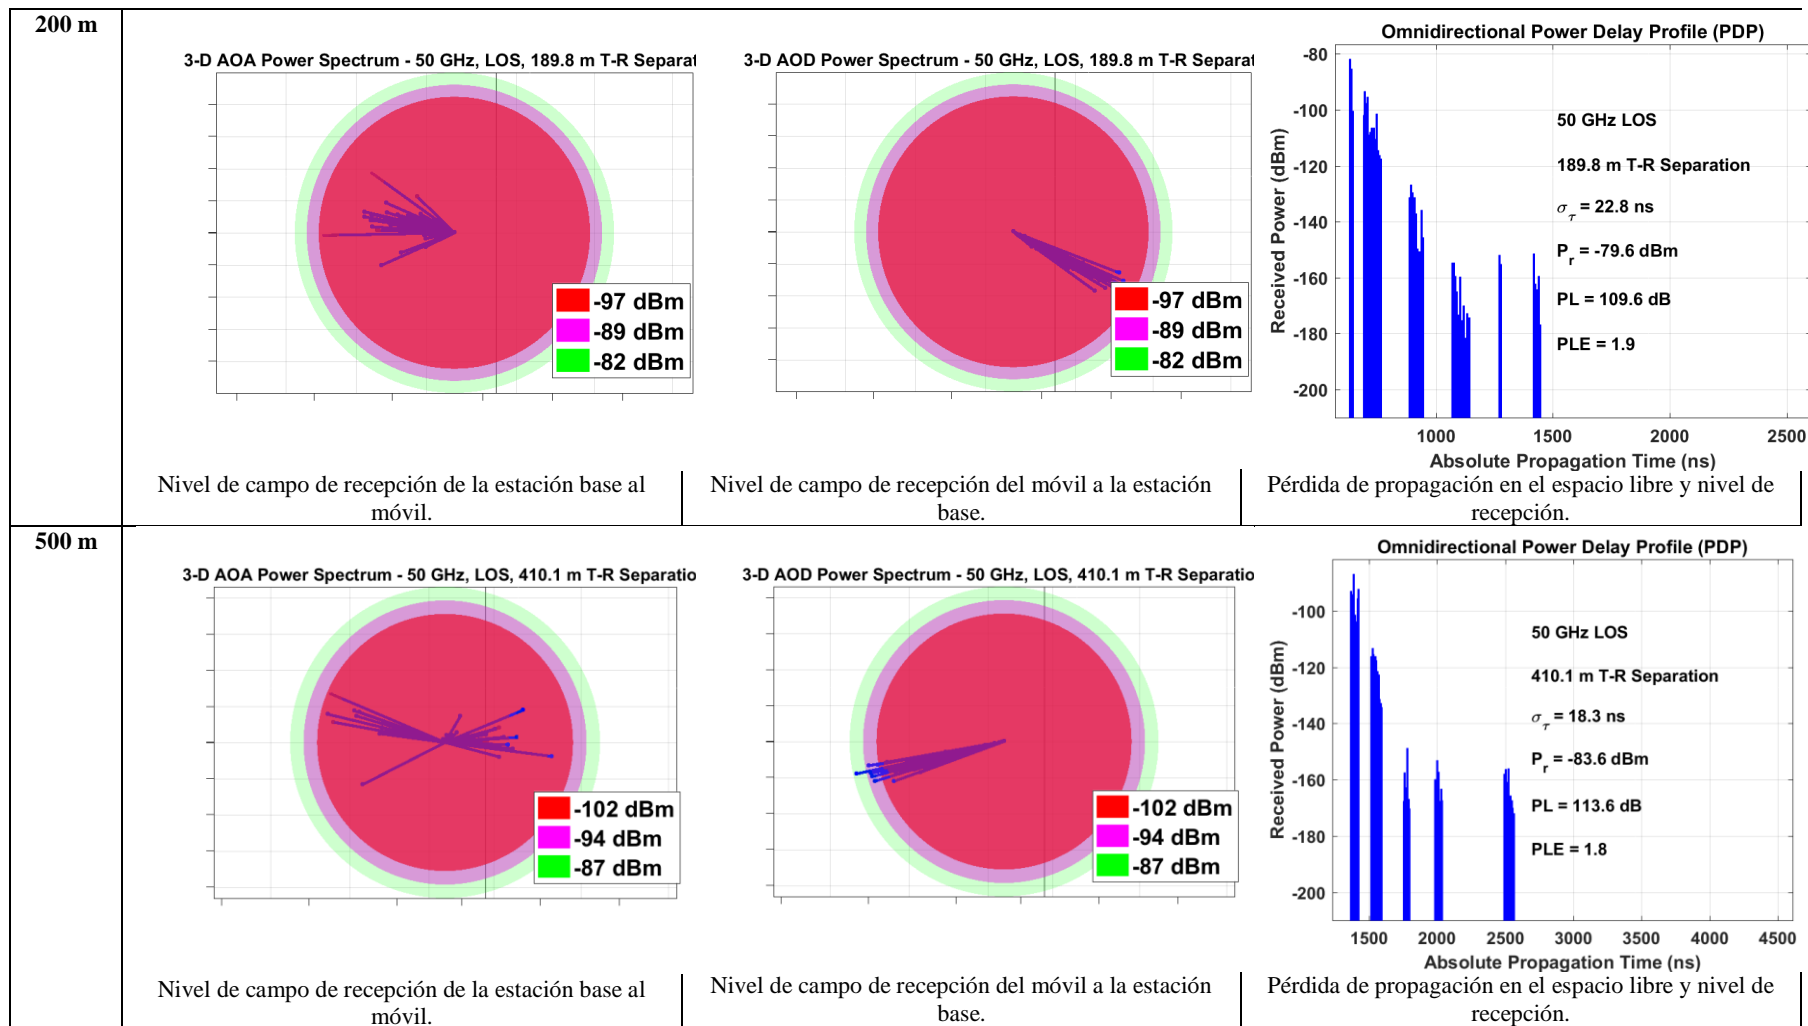 200 m
3-D AOA Power Spectrum - 50 GHz, LOS, 189.8 m T-R Separat
-97 dBm
-89 dBm
-82 dBm
Nivel de campo de recepción de la estación base al
móvil.
3-D AOD Power Spectrum - 50 GHz, LOS, 189.8 m T-R Separat
-97 dBm
-89 dBm
-82 dBm
Nivel de campo de recepción del móvil a la estación
base.
Omnidirectional Power Delay Profile (PDP)
Received Power (dBm)
-80
-100
-120
-140
-160
-180
-200
50 GHz LOS
189.8 m T-R Separation
στ = 22.8 ns
Pr = -79.6 dBm
PL = 109.6 dB
PLE = 1.9
1000 1500 2000 2500
Absolute Propagation Time (ns)
Pérdida de propagación en el espacio libre y nivel de
recepción.
500 m
3-D AOA Power Spectrum - 50 GHz, LOS, 410.1 m T-R Separatio
-102 dBm
-94 dBm
-87 dBm
Nivel de campo de recepción de la estación base al
móvil.
3-D AOD Power Spectrum - 50 GHz, LOS, 410.1 m T-R Separatio
-102 dBm
-94 dBm
-87 dBm
Nivel de campo de recepción del móvil a la estación
base.
Omnidirectional Power Delay Profile (PDP)
Received Power (dBm)
-100
-120
-140
-160
-180
-200
50 GHz LOS
410.1 m T-R Separation
στ = 18.3 ns
Pr = -83.6 dBm
PL = 113.6 dB
PLE = 1.8
1500 2000 2500 3000 3500 4000 4500
Absolute Propagation Time (ns)
Pérdida de propagación en el espacio libre y nivel de
recepción.